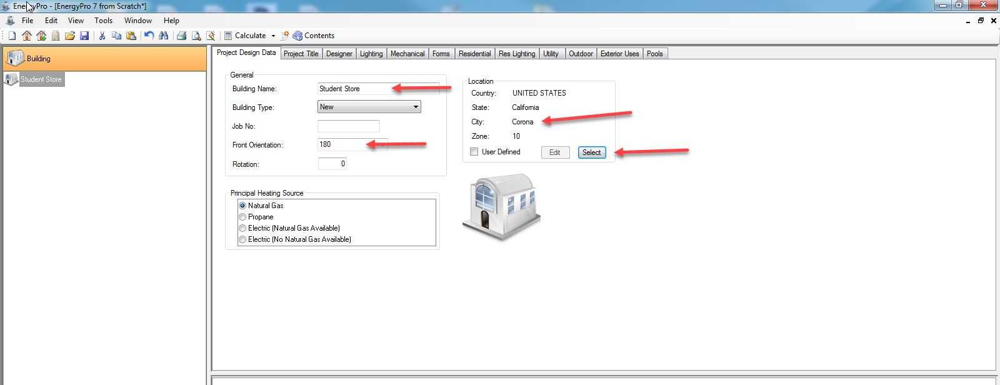 EnergyPro - [EnergyPro 7 from Scratch*]
File Edit View Tools Window Help
Calculate Contents
Building
Student Store
Project Design Data Project Title Designer Lighting Mechanical Forms Residential Res Lighting Utility Outdoor Exterior Uses Pools
General
Building Name: Student Store
Building Type: New
Job No:
Front Orientation: 180
Rotation: 0
Principal Heating Source
Natural Gas
Propane
Electric (Natural Gas Available)
Electric (No Natural Gas Available)
Location
Country: UNITED STATES
State: California
City: Corona
Zone: 10
User Defined Edit Select